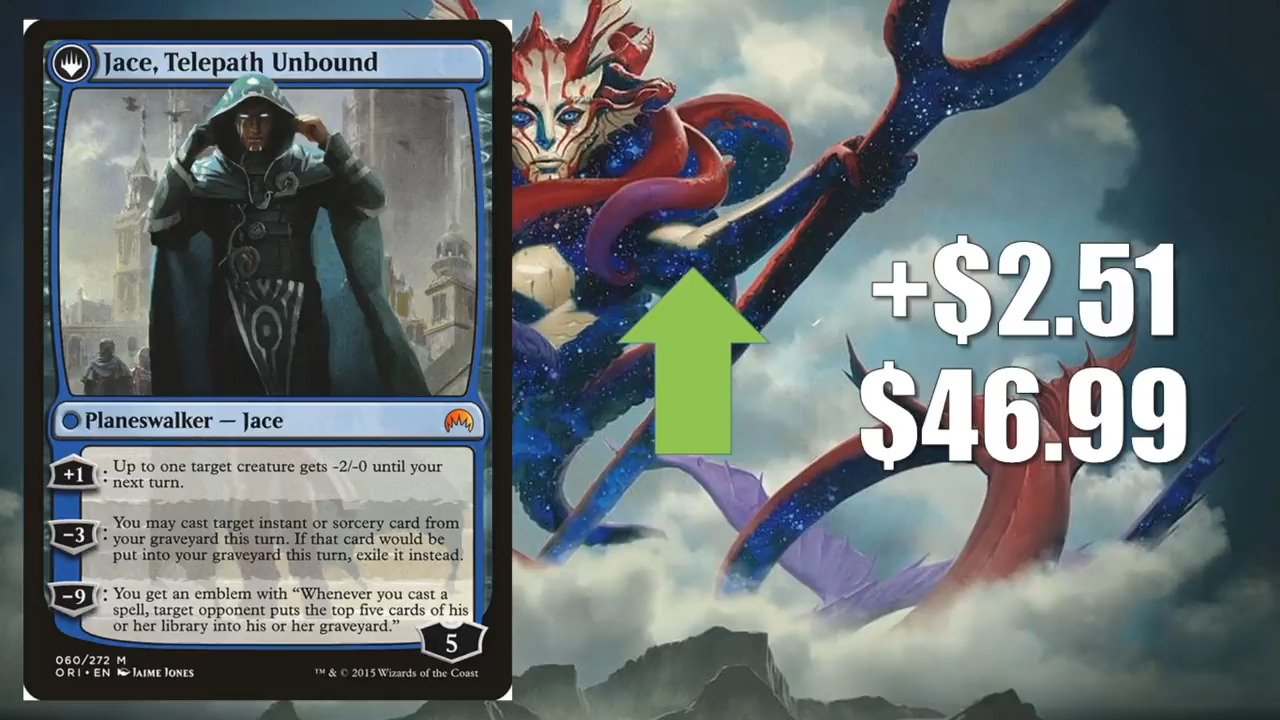 Jace, Telepath Unbound
Planeswalker — Jace
+1 : Up to one target creature gets -2/-0 until your
next turn.
−3 : You may cast target instant or sorcery card from
your graveyard this turn. If that card would be
put into your graveyard this turn, exile it instead.
−9 : You get an emblem with “Whenever you cast a
spell, target opponent puts the top five cards of his
or her library into his or her graveyard.”
5
060/272 M
ORI • EN JAIME JONES
™ & © 2015 Wizards of the Coast
+$2.51
$46.99